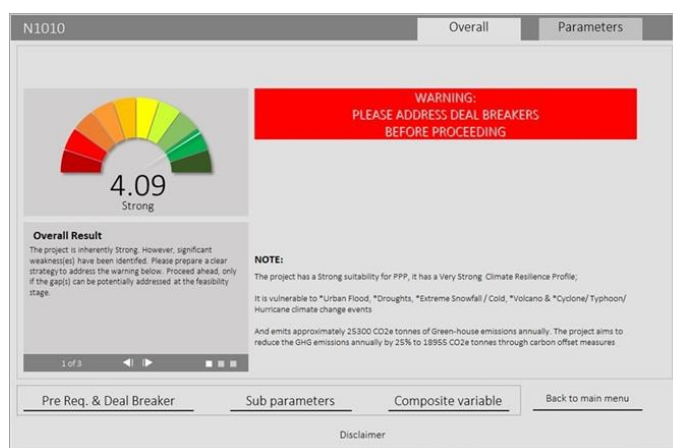 N1010
Overall
Parameters
WARNING:
PLEASE ADDRESS DEAL BREAKERS
BEFORE PROCEEDING
4.09
Strong
Overall Result
The project is inherently Strong. However, significant
weakness(es) have been identifed. Please prepare a clear
strategy to address the warning below. Proceed ahead, only
if the gap(s) can be potentially addressed at the feasibility
stage.
1 of 3
NOTE:
The project has a Strong suitability for PPP, it has a Very Strong Climate Resilience Profile;
It is vulnerable to *Urban Flood, *Droughts, *Extreme Snowfall / Cold, *Volcano & *Cyclone/ Typhoon/
Hurricane climate change events
And emits approximately 25300 CO2e tonnes of Green-house emissions annually. The project aims to
reduce the GHG emissions annually by 25% to 18955 CO2e tonnes through carbon offset measures
Pre Req. & Deal Breaker
Sub parameters
Composite variable
Back to main menu
Disclaimer